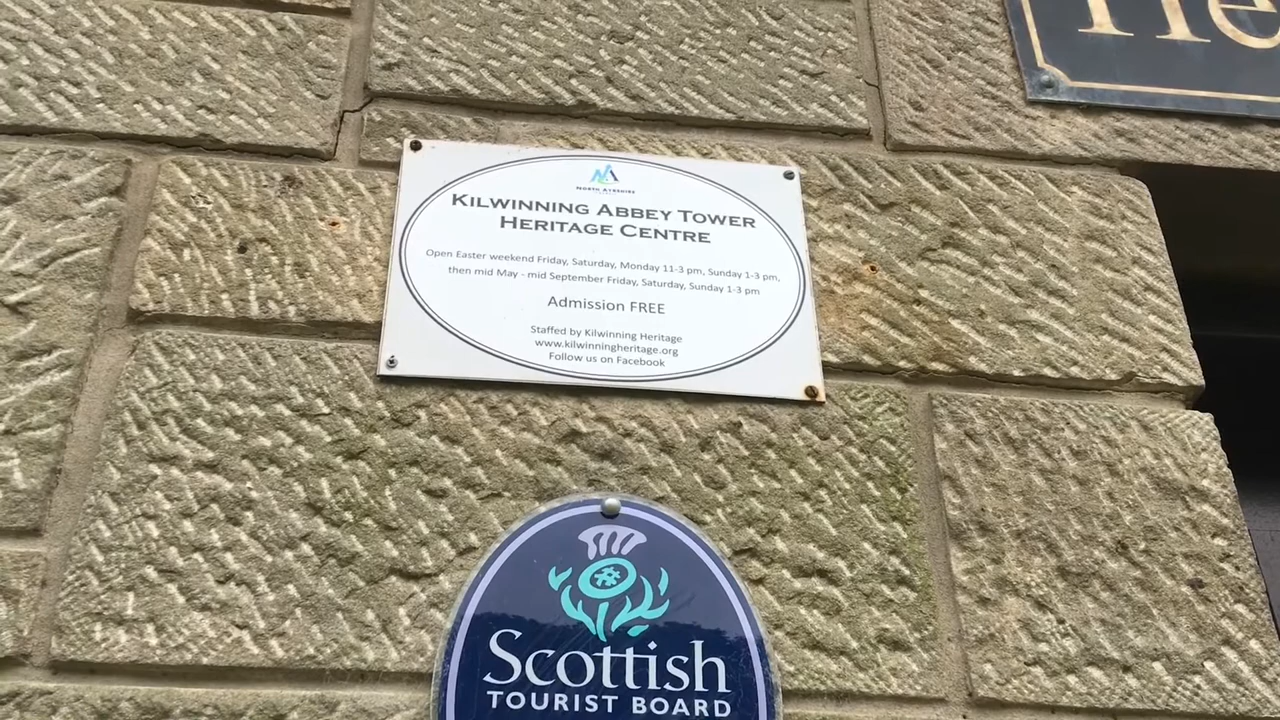 He
NORTH AYRSHIRE
KILWINNING ABBEY TOWER
HERITAGE CENTRE
Open Easter weekend Friday, Saturday, Monday 11-3 pm, Sunday 1-3 pm,
then mid May - mid September Friday, Saturday, Sunday 1-3 pm
Admission FREE
Staffed by Kilwinning Heritage
www.kilwinningheritage.org
Follow us on Facebook
Scottish
TOURIST BOARD